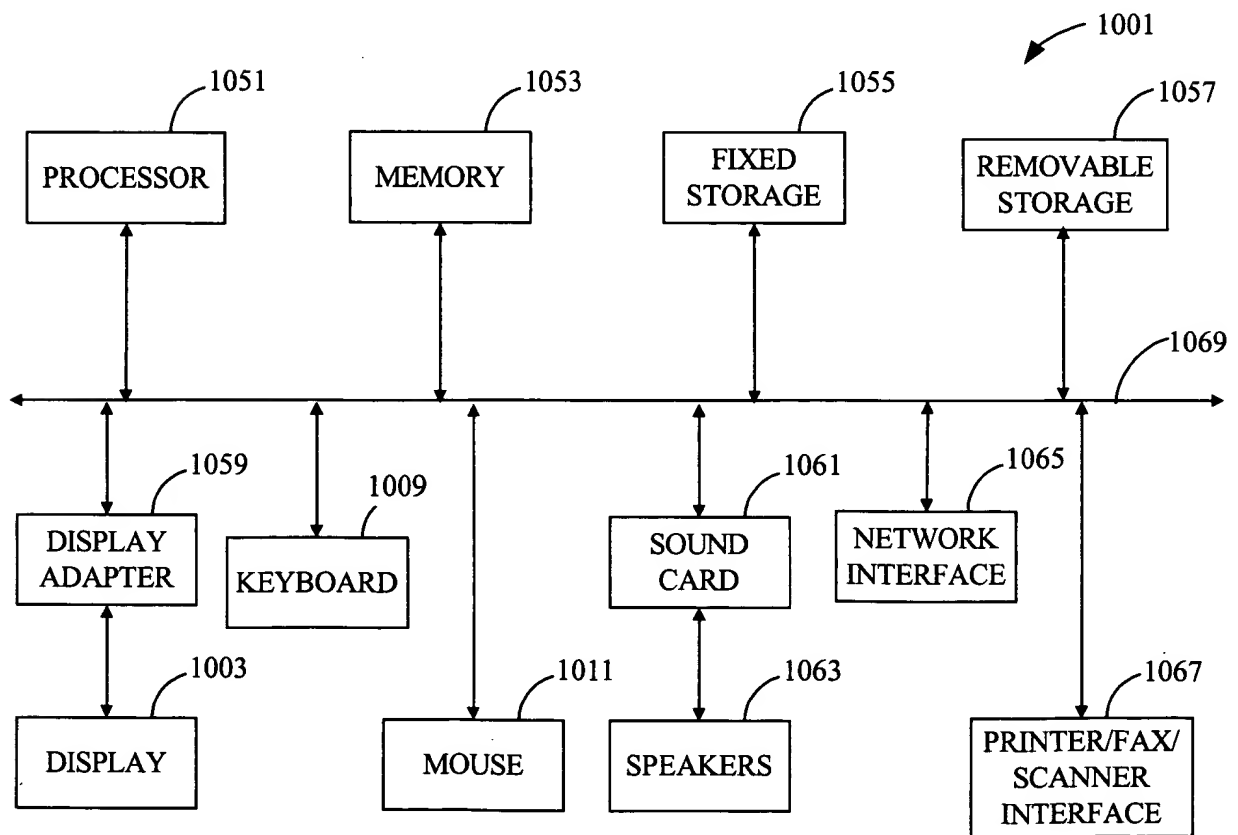 1001
1051
1053
1055
1057
PROCESSOR
MEMORY
FIXED
STORAGE
REMOVABLE
STORAGE
1069
1059
1009
1061
1065
DISPLAY
ADAPTER
KEYBOARD
SOUND
CARD
NETWORK
INTERFACE
1003
1011
1063
1067
DISPLAY
MOUSE
SPEAKERS
PRINTER/FAX/
SCANNER
INTERFACE